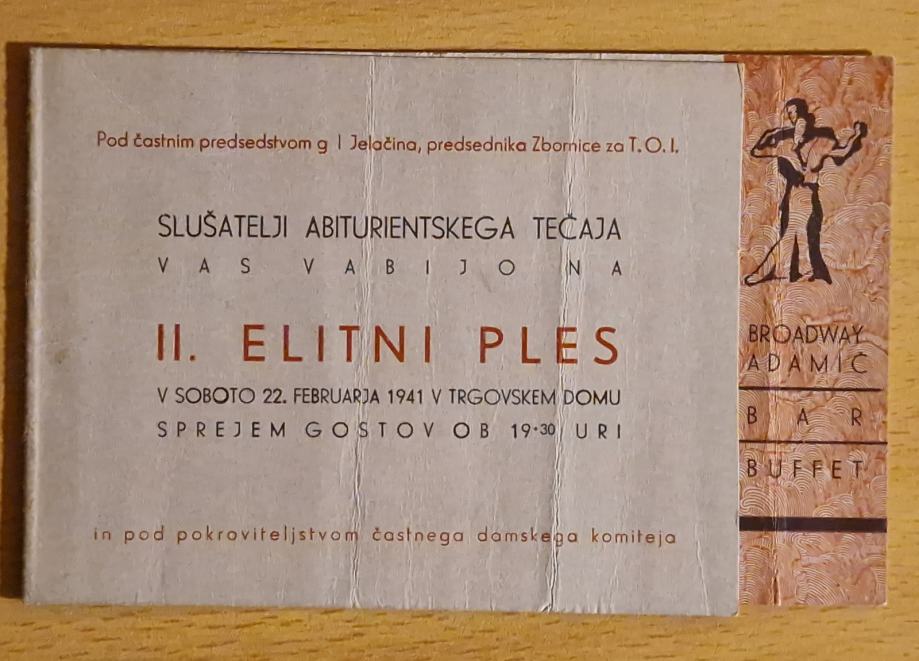 Pod častnim predsedstvom g I Jelačina, predsednika Zbornice za T. O. I.
SLUŠATELJI ABITURIENTSKEGA TEČAJA
VAS VABIJO NA
II. ELITNI PLES
V SOBOTO 22. FEBRUARJA 1941 V TRGOVSKEM DOMU
SPREJEM GOSTOV OB 19·30 URI
in pod pokroviteljstvom častnega damskega komiteja
BROADWAY
ADAMIČ
BAR
BUFFET